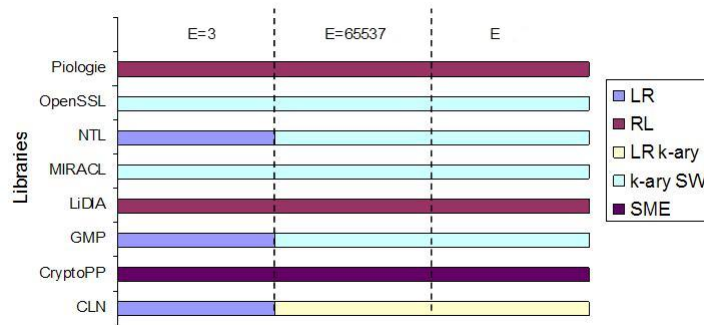 E=3 E=65537 E
Piologie
OpenSSL
NTL
MIRACL
LiDIA
GMP
CryptoPP
CLN
Libraries
LR
RL
LR k-ary
k-ary SW
SME